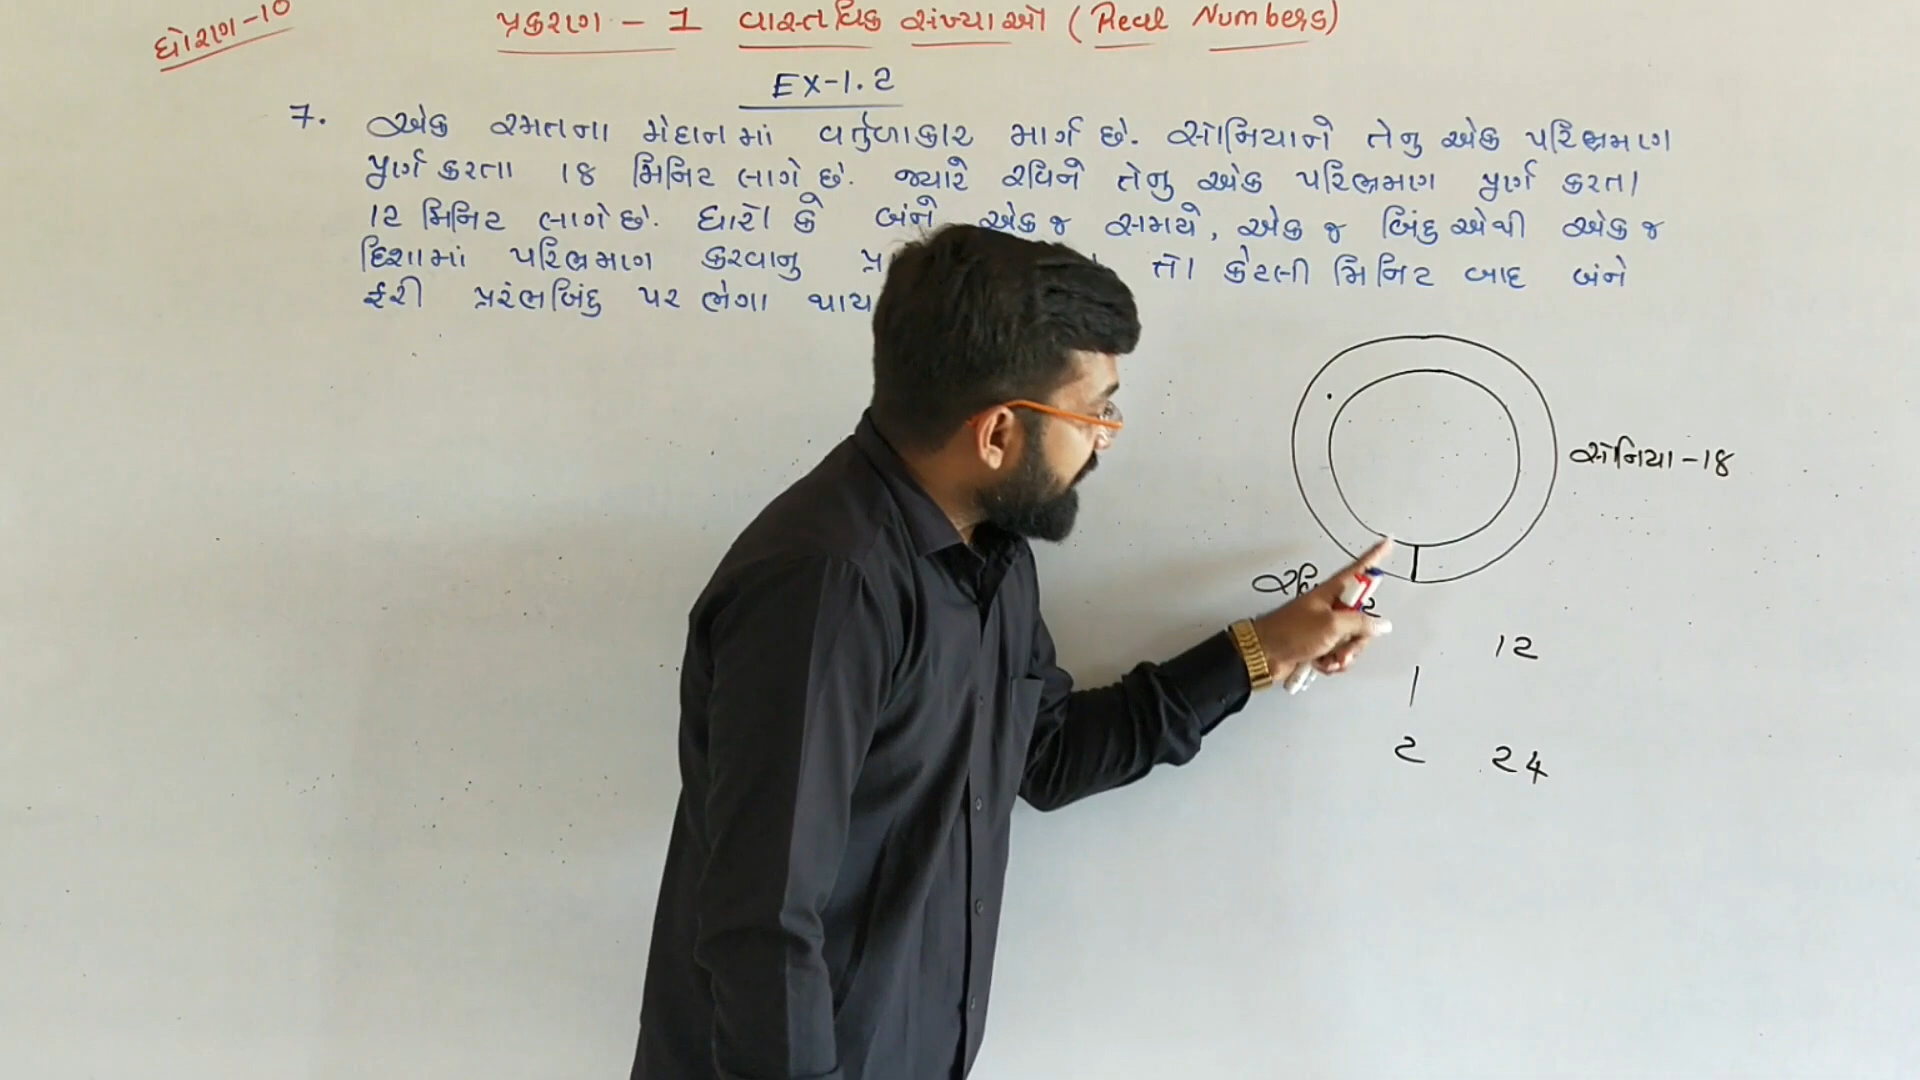 ધોરણ-10
પ્રકરણ - 1 વાસ્તવિક સંખ્યાઓ (Real Numbers)
EX-1.2
7. એક રમતના મેદાનમાં વર્તુળાકાર માર્ગ છે. સોનિયાને તેનુ એક પરિભ્રમણ
પૂર્ણ કરતા 18 મિનિટ લાગે છે. જ્યારે રવિને તેનુ એક પરિભ્રમણ પૂર્ણ કરતા
12 મિનિટ લાગે છે. ધારો કે બંને એક જ સમયે, એક જ બિંદુએથી એક જ
દિશામાં પરિભ્રમણ કરવાનુ તો કેટલી મિનિટ બાદ બંને
ફરી પ્રરંભબિંદુ પર ભેગા થાય
સોનિયા - 18
12
1
2 24